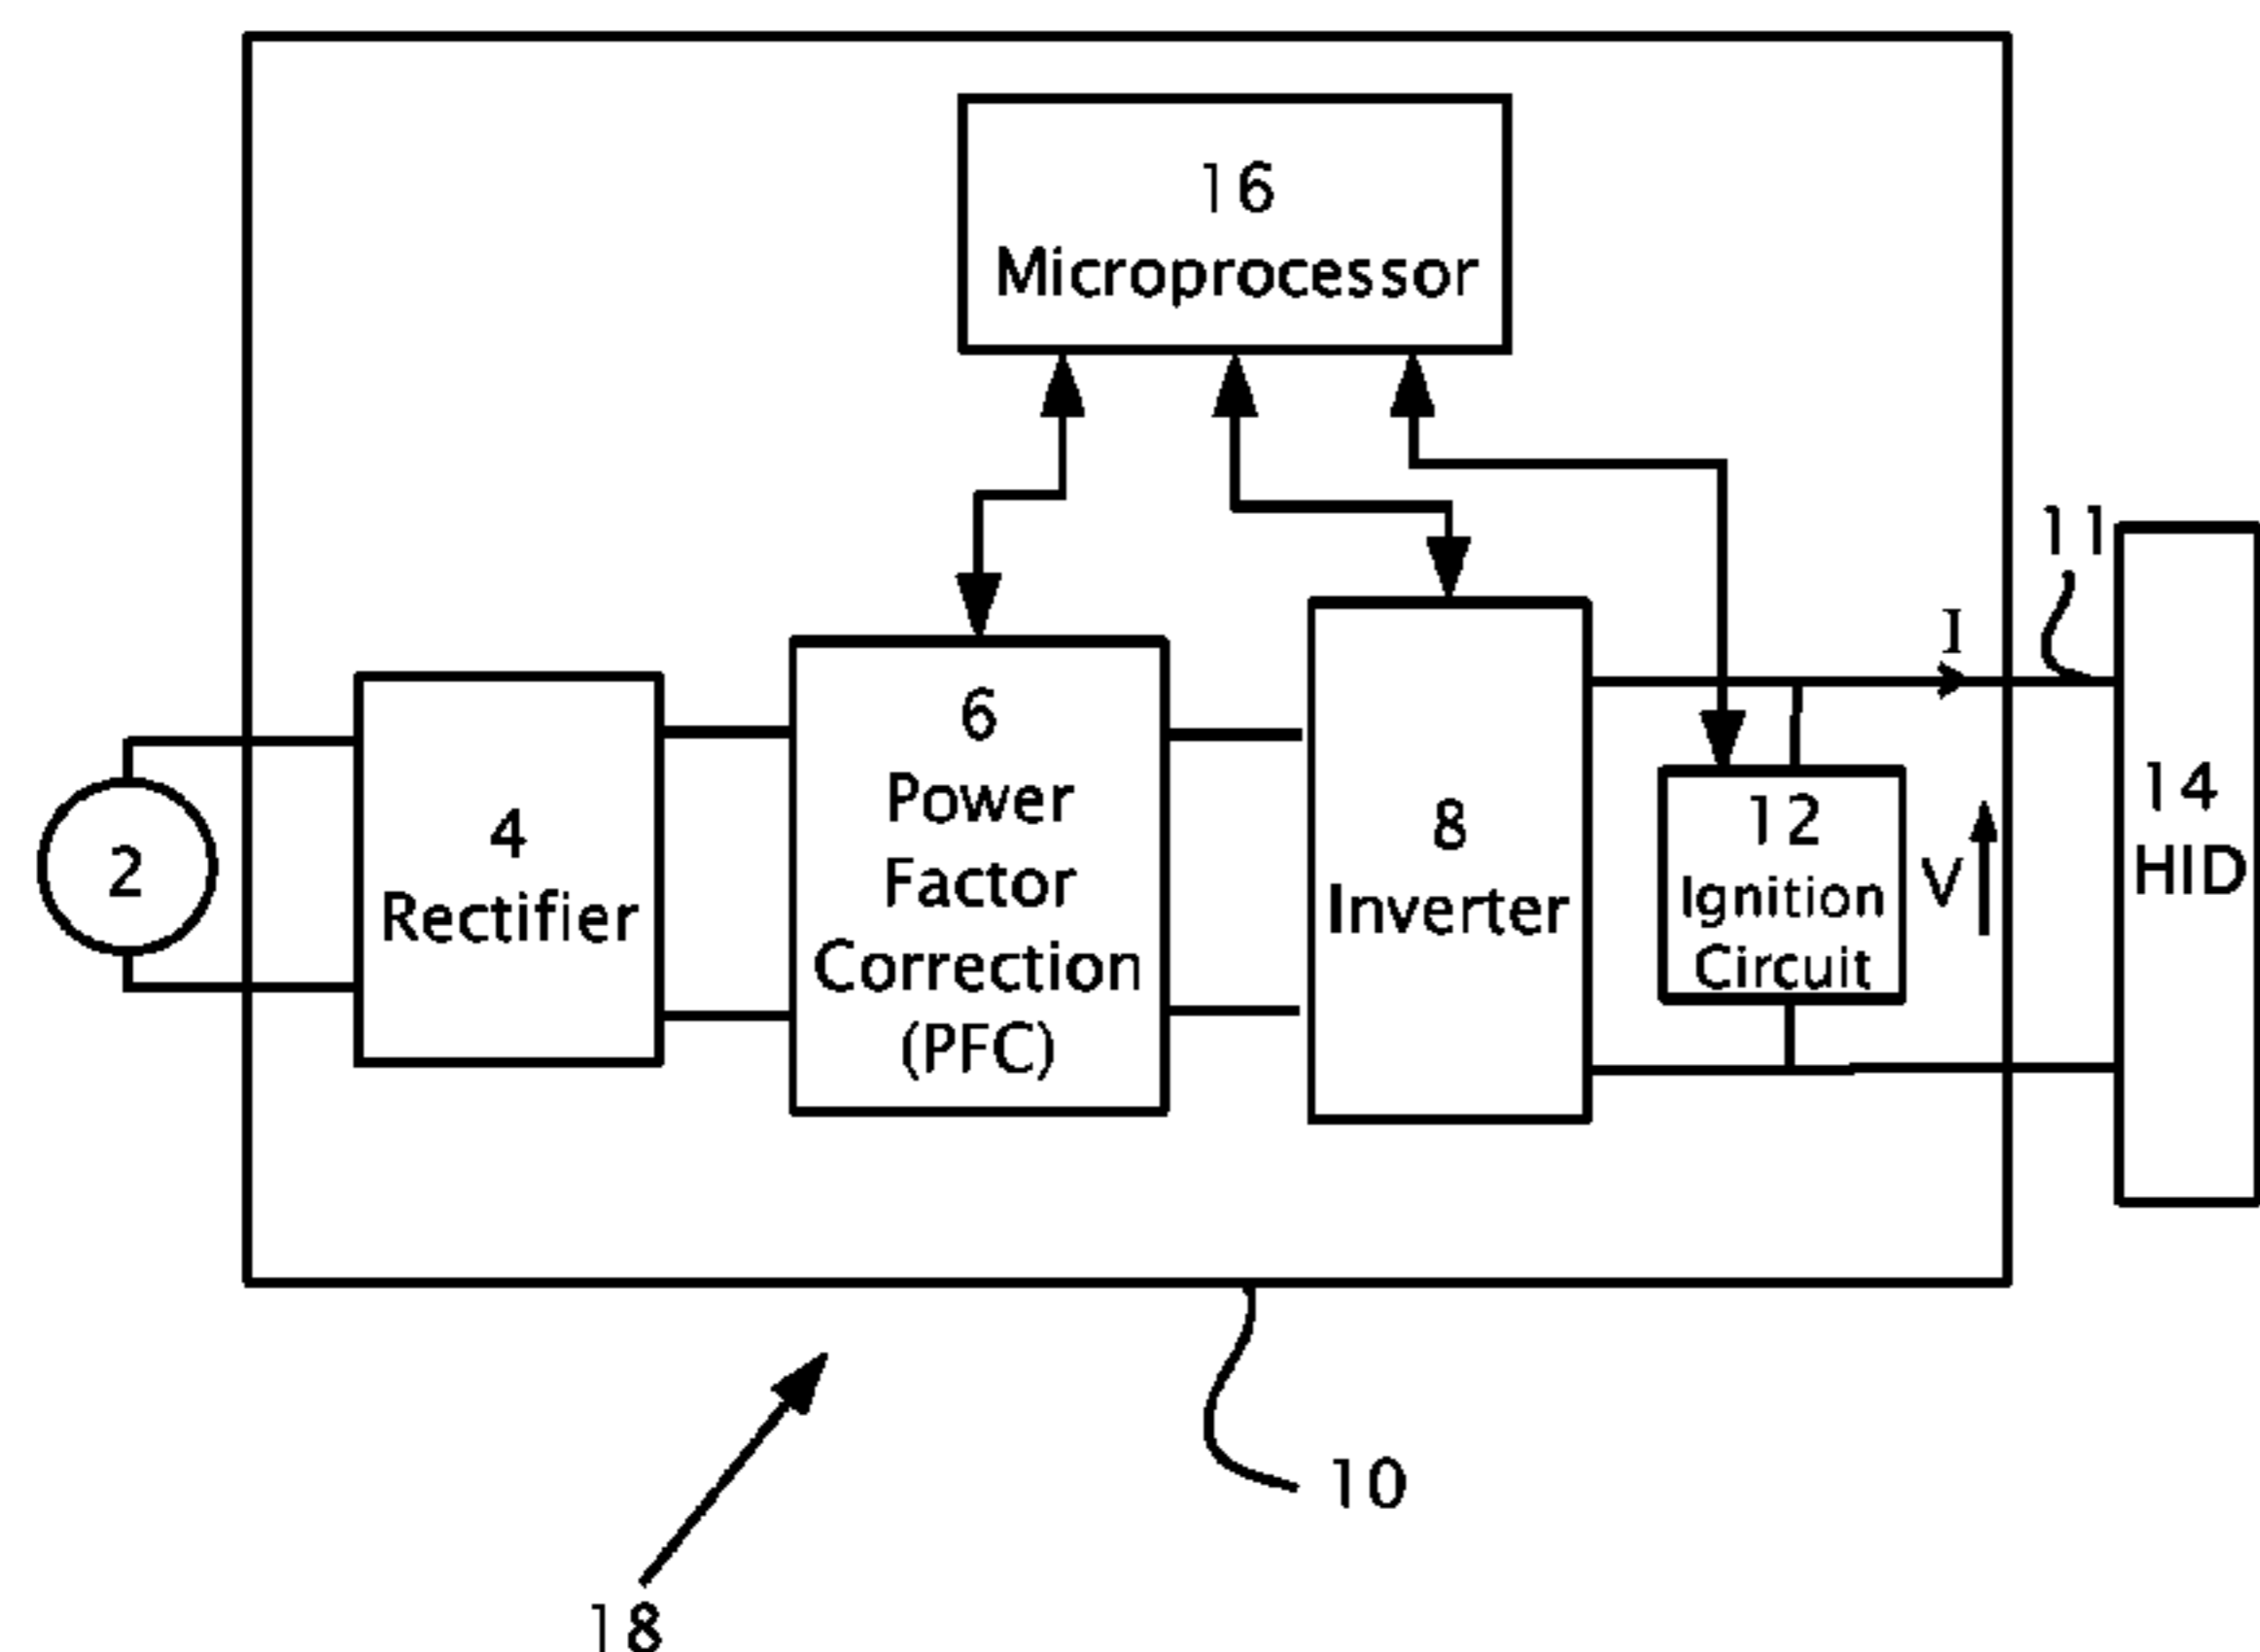 16
Microprocessor
11
I
6
Power
Factor
Correction
(PFC)
4
Rectifier
2
8
Inverter
12
Ignition
Circuit
V
14
HID
10
18